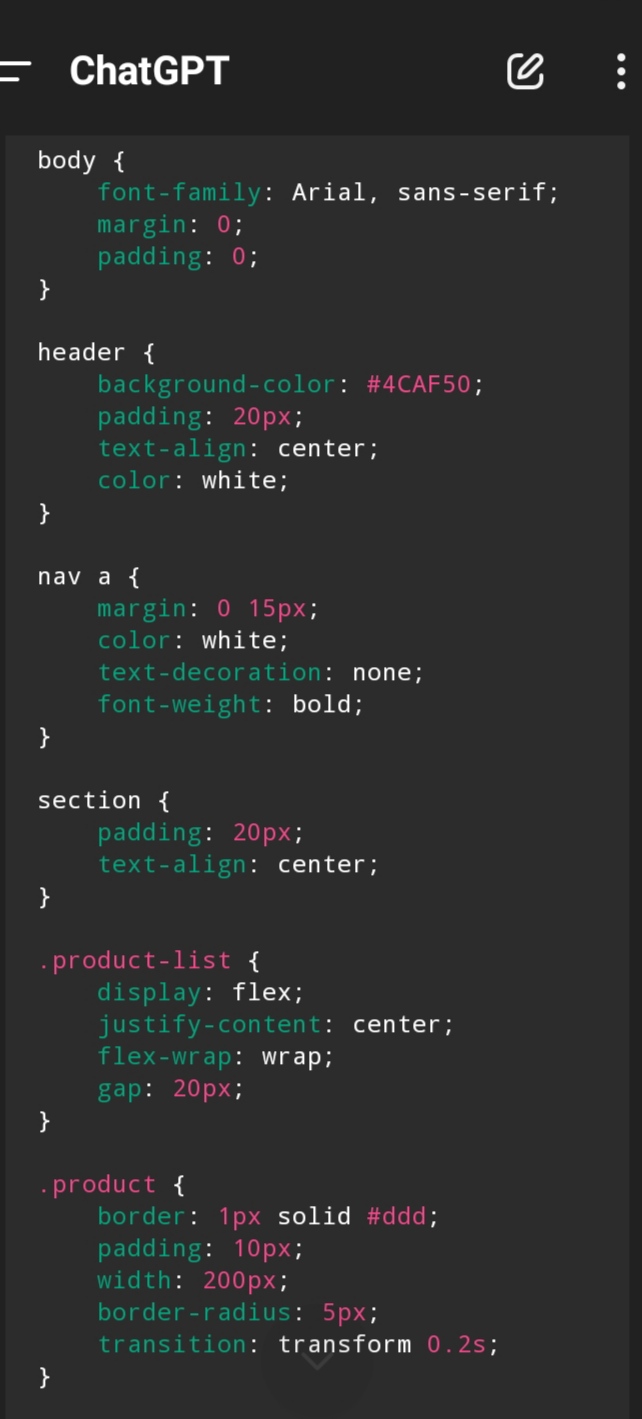 ChatGPT
body {
    font-family: Arial, sans-serif;
    margin: 0;
    padding: 0;
}
header {
    background-color: #4CAF50;
    padding: 20px;
    text-align: center;
    color: white;
}
nav a {
    margin: 0 15px;
    color: white;
    text-decoration: none;
    font-weight: bold;
}
section {
    padding: 20px;
    text-align: center;
}
.product-list {
    display: flex;
    justify-content: center;
    flex-wrap: wrap;
    gap: 20px;
}
.product {
    border: 1px solid #ddd;
    padding: 10px;
    width: 200px;
    border-radius: 5px;
    transition: transform 0.2s;
}